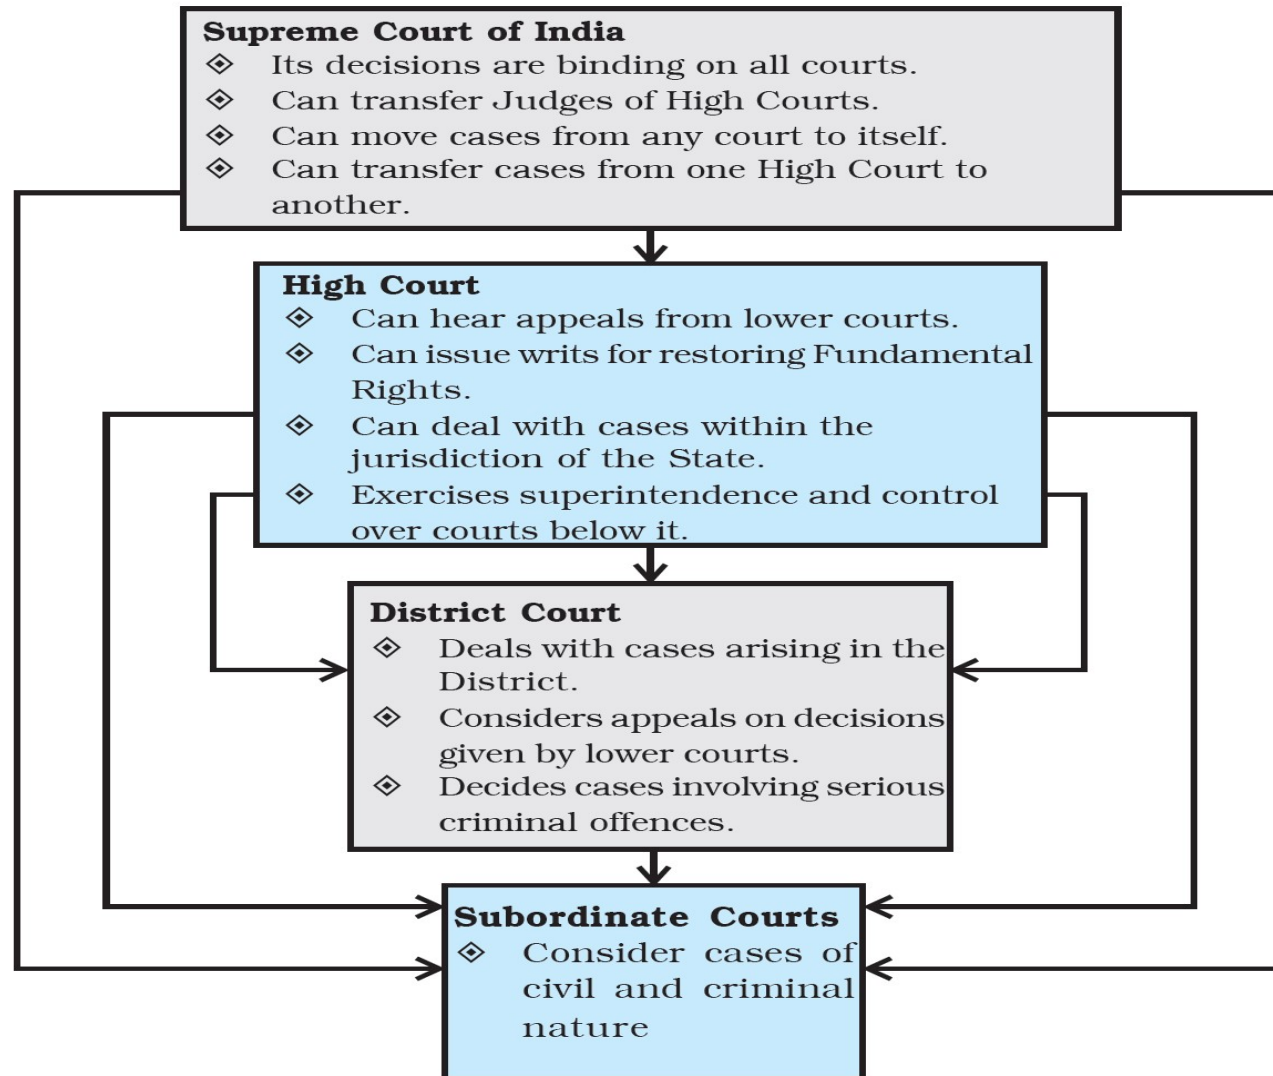 Supreme Court of India
Its decisions are binding on all courts.
Can transfer Judges of High Courts.
Can move cases from any court to itself.
Can transfer cases from one High Court to
another.
High Court
Can hear appeals from lower courts.
Can issue writs for restoring Fundamental
Rights.
Can deal with cases within the
jurisdiction of the State.
Exercises superintendence and control
over courts below it.
District Court
Deals with cases arising in the
District.
Considers appeals on decisions
given by lower courts.
Decides cases involving serious
criminal offences.
Subordinate Courts
Consider cases of
civil and criminal
nature